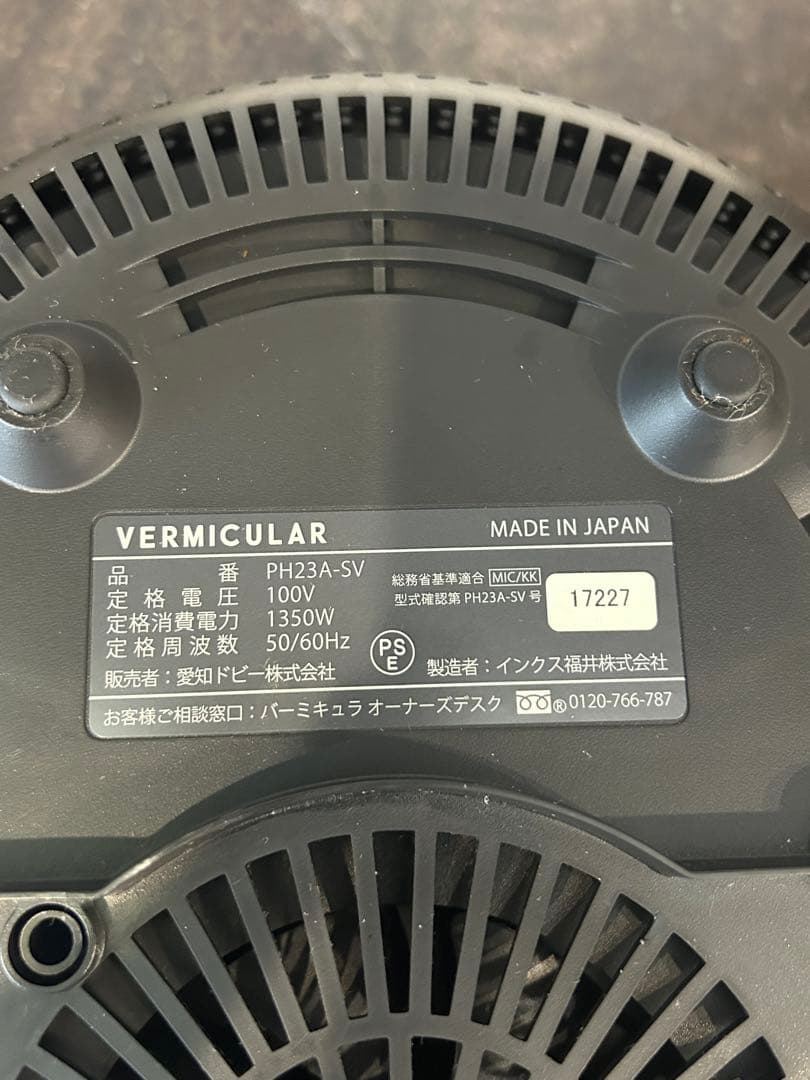 VERMICULAR MADE IN JAPAN
品番 PH23A-SV
定格電圧 100V
定格消費電力 1350W
定格周波数 50/60Hz
総務省基準適合 MIC/KK
型式確認第 PH23A-SV 号
17227
PS
E
販売者：愛知ドビー株式会社
製造者：インクス福井株式会社
お客様ご相談窓口：バーミキュラ オーナーズデスク ® 0120-766-787